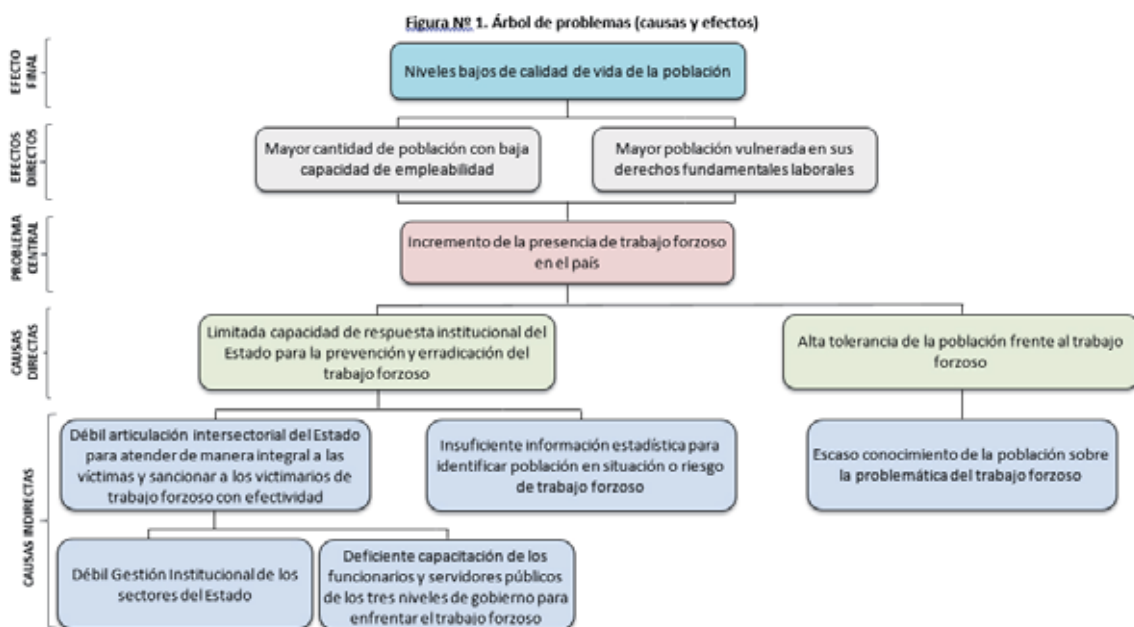 Figura Nº 1. Árbol de problemas (causas y efectos)
EFECTO
FINAL
Niveles bajos de calidad de vida de la población
EFECTOS
DIRECTOS
Mayor cantidad de población con baja
capacidad de empleabilidad
Mayor población vulnerada en sus
derechos fundamentales laborales
PROBLEMA
CENTRAL
Incremento de la presencia de trabajo forzoso
en el país
CAUSAS
DIRECTAS
Limitada capacidad de respuesta institucional del
Estado para la prevención y erradicación del
trabajo forzoso
Alta tolerancia de la población frente al trabajo
forzoso
CAUSAS INDIRECTAS
Débil articulación intersectorial del Estado
para atender de manera integral a las
víctimas y sancionar a los victimarios de
trabajo forzoso con efectividad
Insuficiente información estadística para
identificar población en situación o riesgo
de trabajo forzoso
Escaso conocimiento de la población sobre
la problemática del trabajo forzoso
Débil Gestión Institucional de los
sectores del Estado
Deficiente capacitación de los
funcionarios y servidores públicos
de los tres niveles de gobierno para
enfrentar el trabajo forzoso